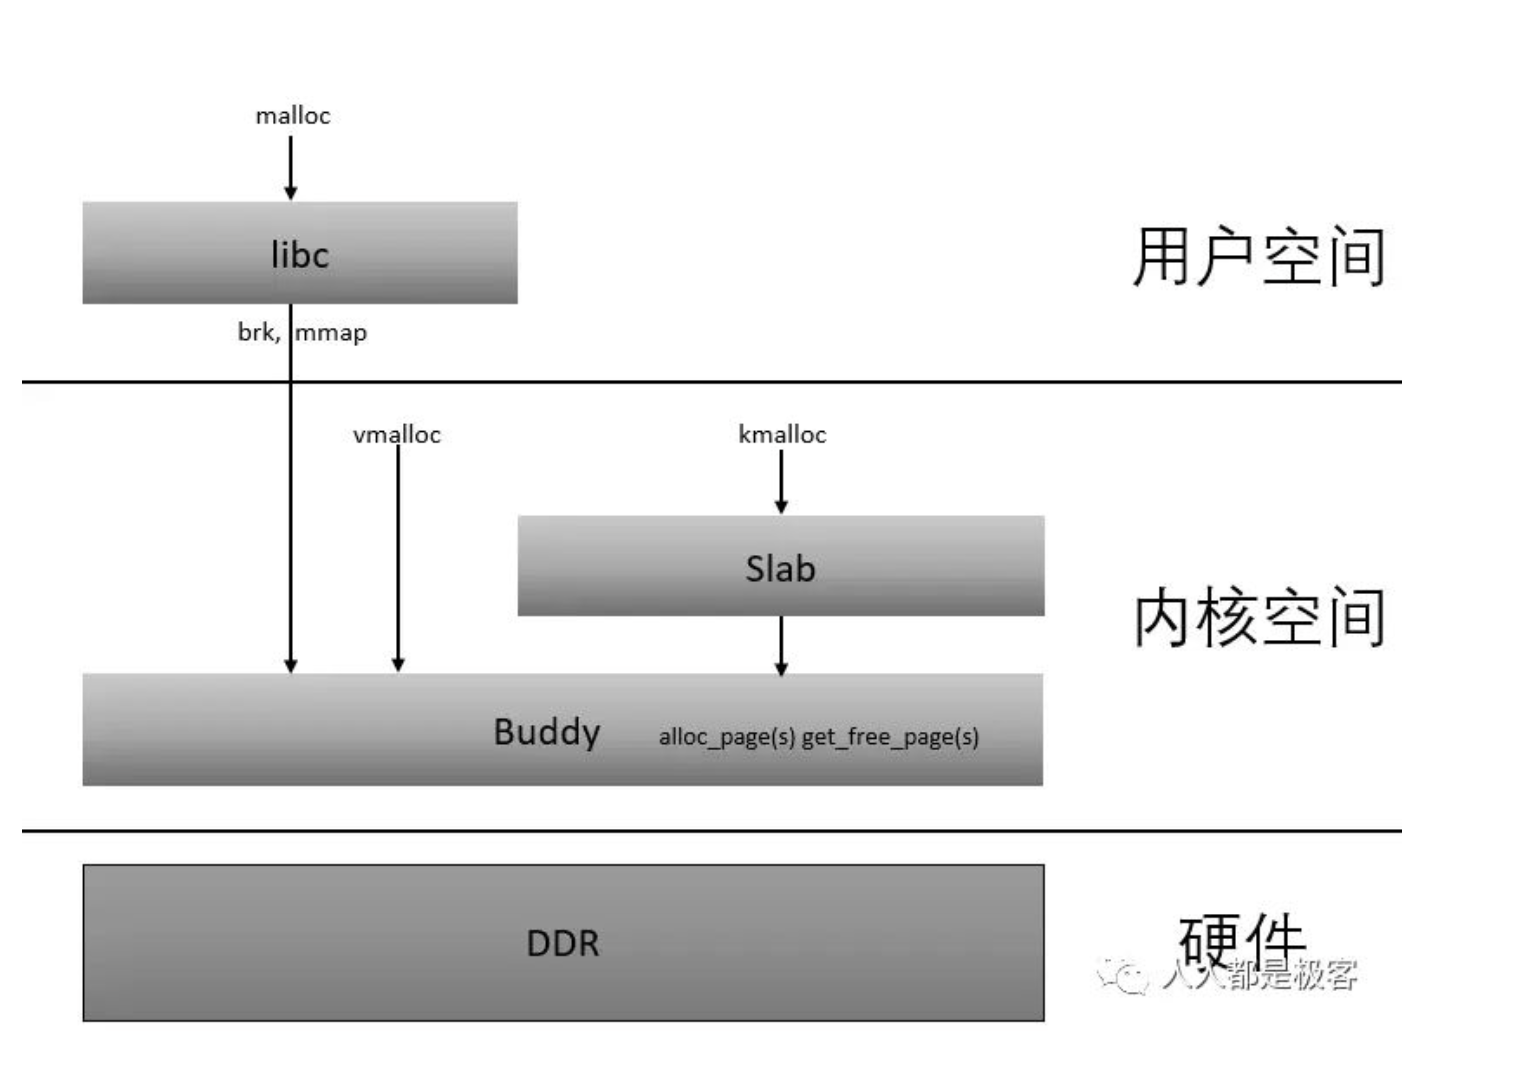 malloc
libc
用户空间
brk, mmap
vmalloc
kmalloc
Slab
内核空间
Buddy alloc_page(s) get_free_page(s)
DDR
硬件
人人都是极客